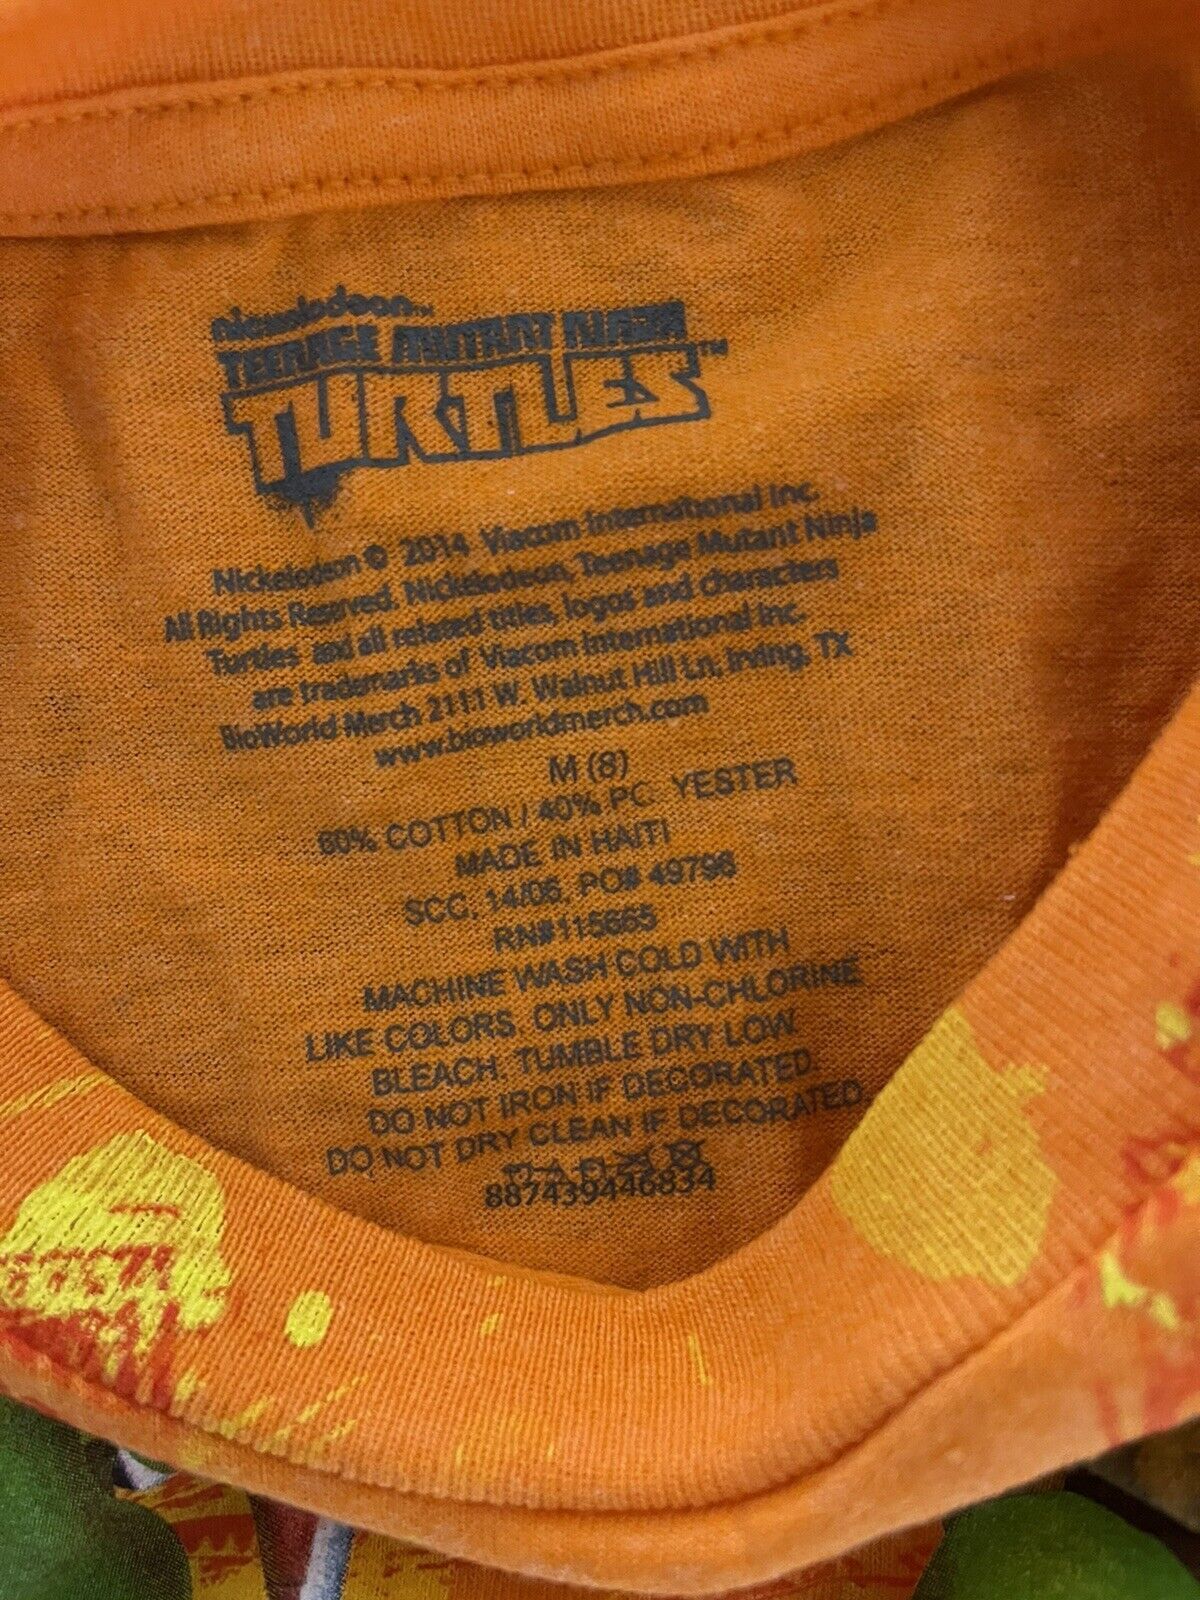 nickelodeon™
TEENAGE MUTANT NINJA
TURTLES™
Nickelodeon © 2014 Viacom International Inc.
All Rights Reserved. Nickelodeon, Teenage Mutant Ninja
Turtles and all related titles, logos and characters
are trademarks of Viacom International Inc.
BioWorld Merch 2111 W. Walnut Hill Ln, Irving, TX
www.bioworldmerch.com
M (8)
60% COTTON / 40% PC YESTER
MADE IN HAITI
SCC, 14/06, PO# 49796
RN#115665
MACHINE WASH COLD WITH
LIKE COLORS. ONLY NON-CHLORINE
BLEACH. TUMBLE DRY LOW.
DO NOT IRON IF DECORATED.
DO NOT DRY CLEAN IF DECORATED.
887439446834